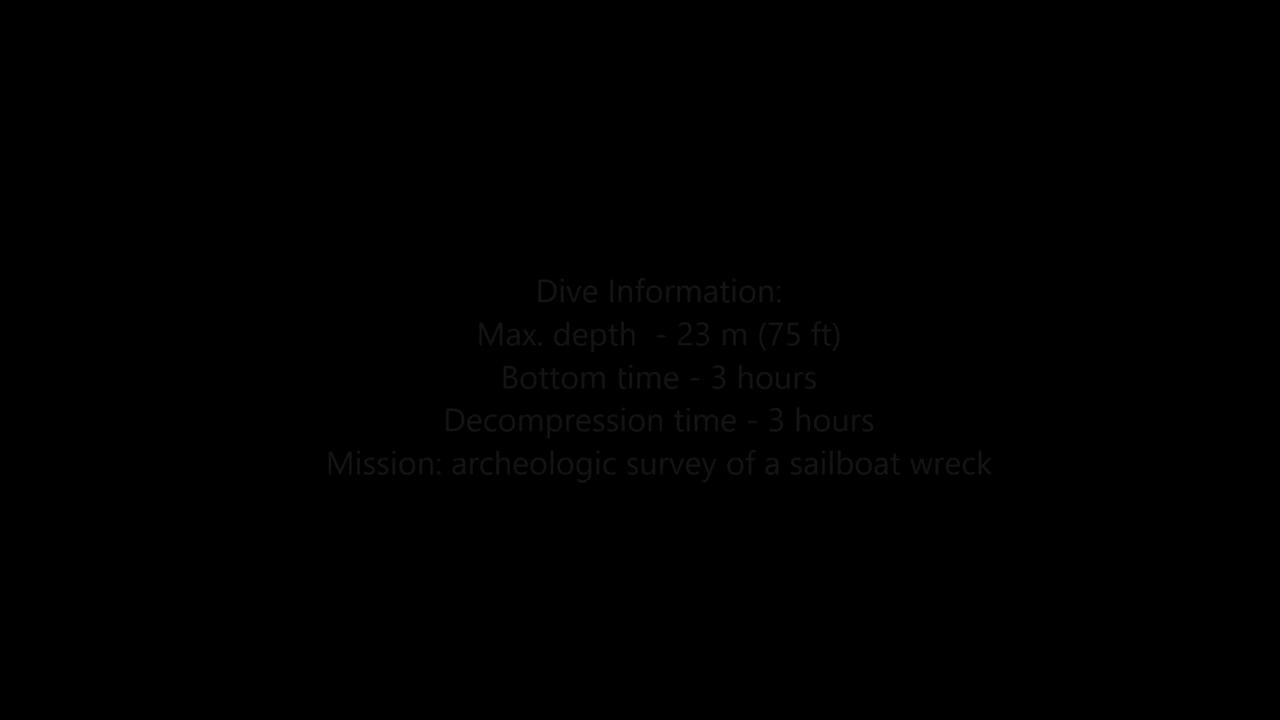 Dive Information:
Max. depth  - 23 m (75 ft)
Bottom time - 3 hours
Decompression time - 3 hours
Mission: archeologic survey of a sailboat wreck